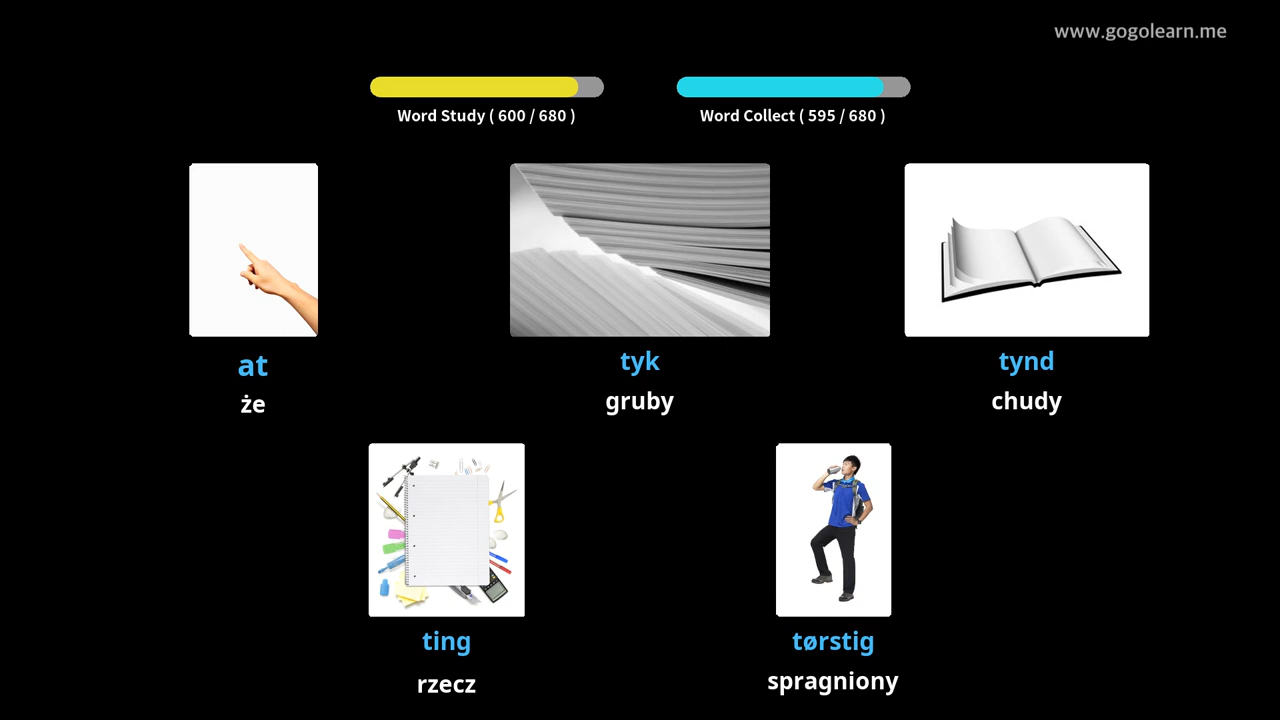 www.gogolearn.me
Word Study ( 600 / 680 )
Word Collect ( 595 / 680 )
at
że
tyk
gruby
tynd
chudy
ting
rzecz
tørstig
spragniony